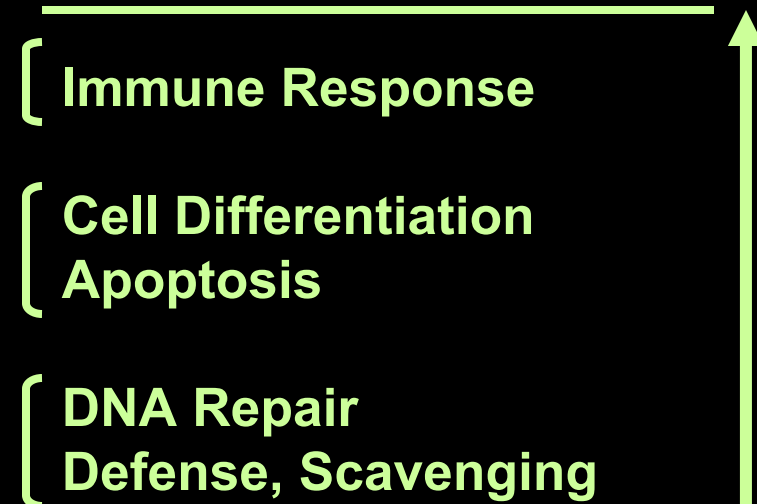 Immune Response
Cell Differentiation
Apoptosis
DNA Repair
Defense, Scavenging